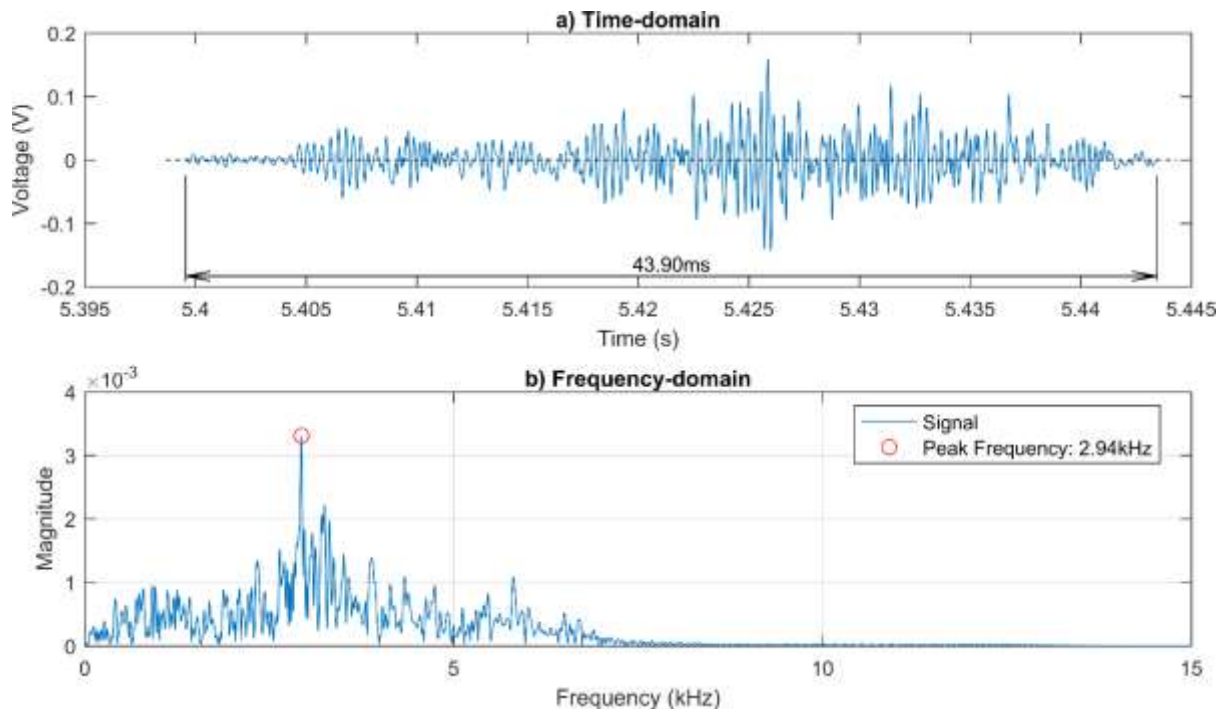 a) Time-domain
0.2
0.1
0
-0.1
-0.2
Voltage (V)
43.90ms
5.395 5.4 5.405 5.41 5.415 5.42 5.425 5.43 5.435 5.44 5.445
Time (s)
×10-3
b) Frequency-domain
4
3
2
1
0
Magnitude
Signal
Peak Frequency: 2.94kHz
0 5 10 15
Frequency (kHz)